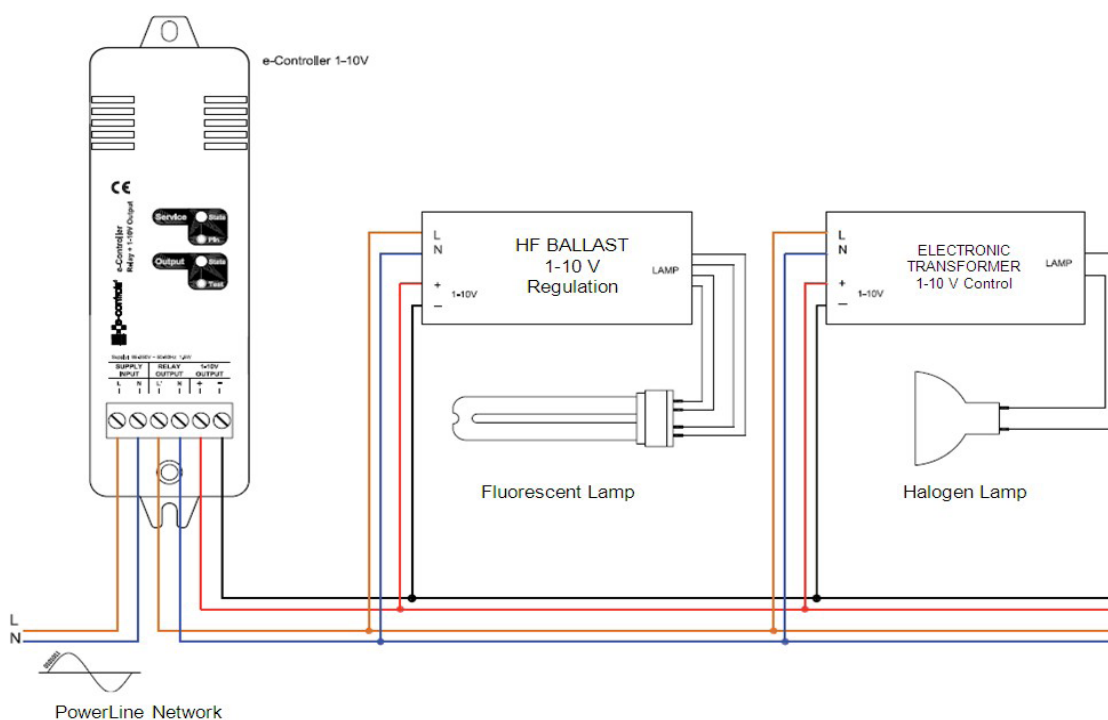 e-Controller 1-10V
CE
e-Controller
Relay + 1-10V Output
e-controls
Service
State
Pin
Output
State
Test
SUPPLY INPUT
RELAY OUTPUT
1-10V OUTPUT
L N L' N + -
L
N
+
-
1-10V
HF BALLAST
1-10 V
Regulation
LAMP
L
N
+
-
1-10V
ELECTRONIC
TRANSFORMER
1-10 V Control
LAMP
Fluorescent Lamp
Halogen Lamp
L
N
PowerLine Network